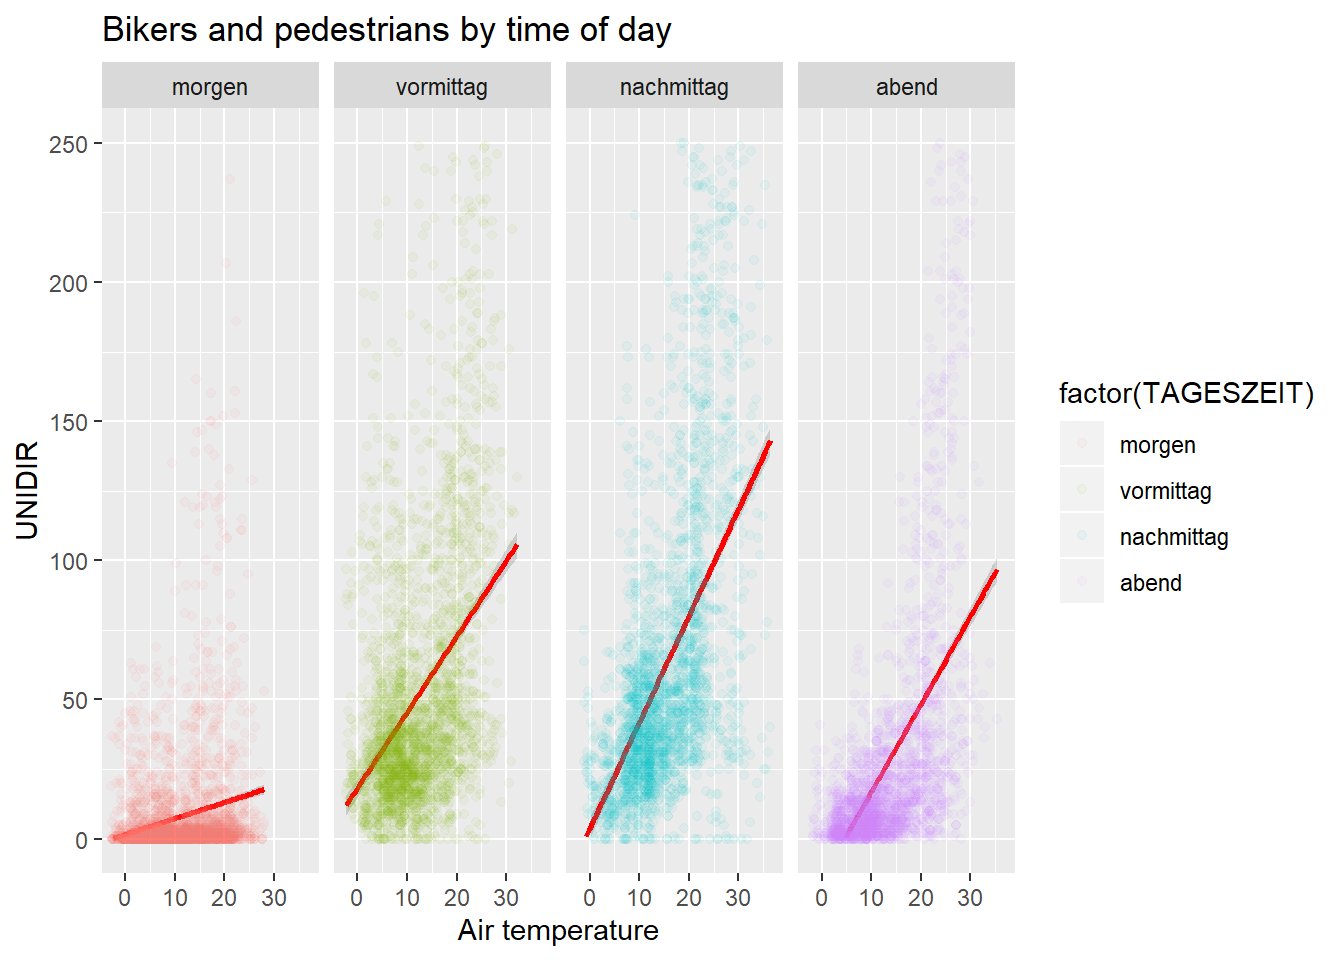 Bikers and pedestrians by time of day
morgen
vormittag
nachmittag
abend
250
200
150
100
50
0
UNIDIR
0 10 20 30
0 10 20 30
0 10 20 30
0 10 20 30
Air temperature
factor(TAGESZEIT)
morgen
vormittag
nachmittag
abend